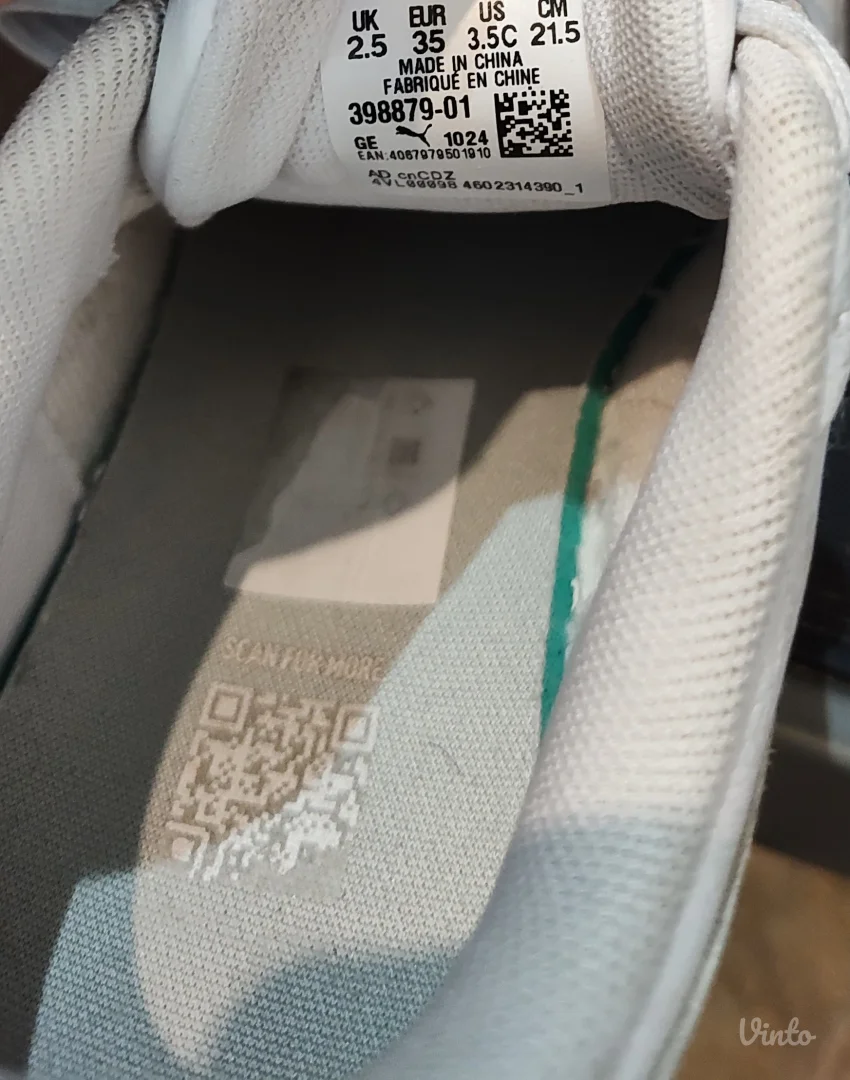 UK EUR US CM
2.5 35 3.5C 21.5
MADE IN CHINA
FABRIQUÉ EN CHINE
398879-01
GE 1024
EAN:4067979501910
AD cnCDZ
4VL00098 4602314390_1
SCAN FOR MORE
Vinto